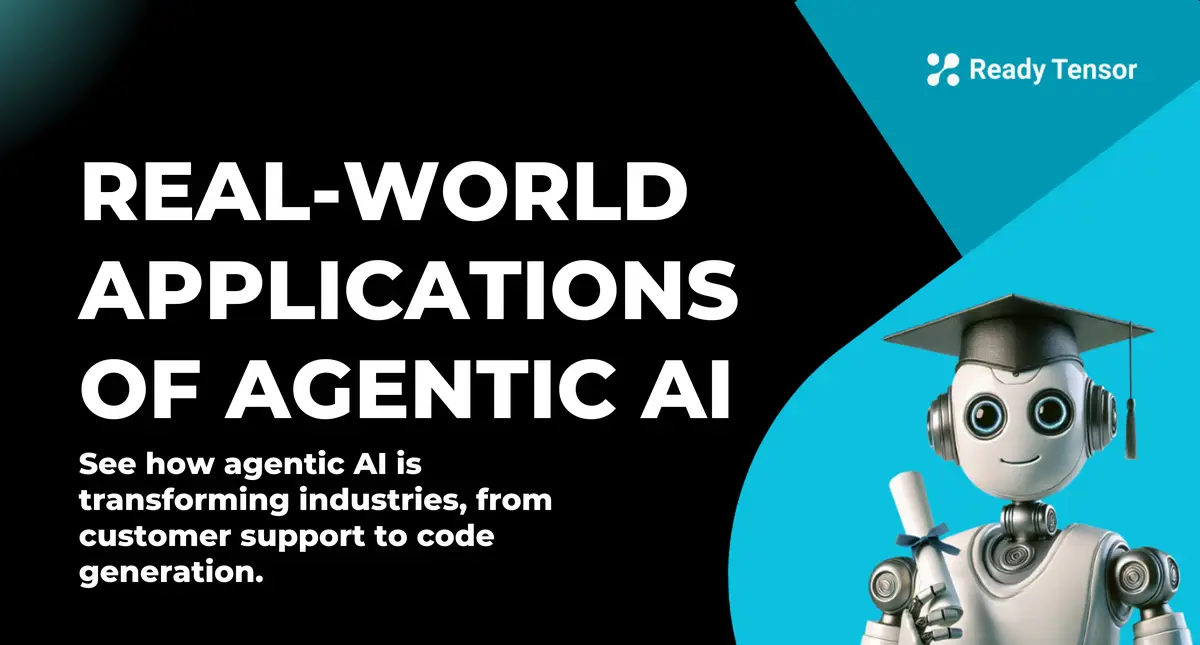 Ready Tensor
REAL-WORLD
APPLICATIONS
OF AGENTIC AI
See how agentic AI is
transforming industries, from
customer support to code
generation.